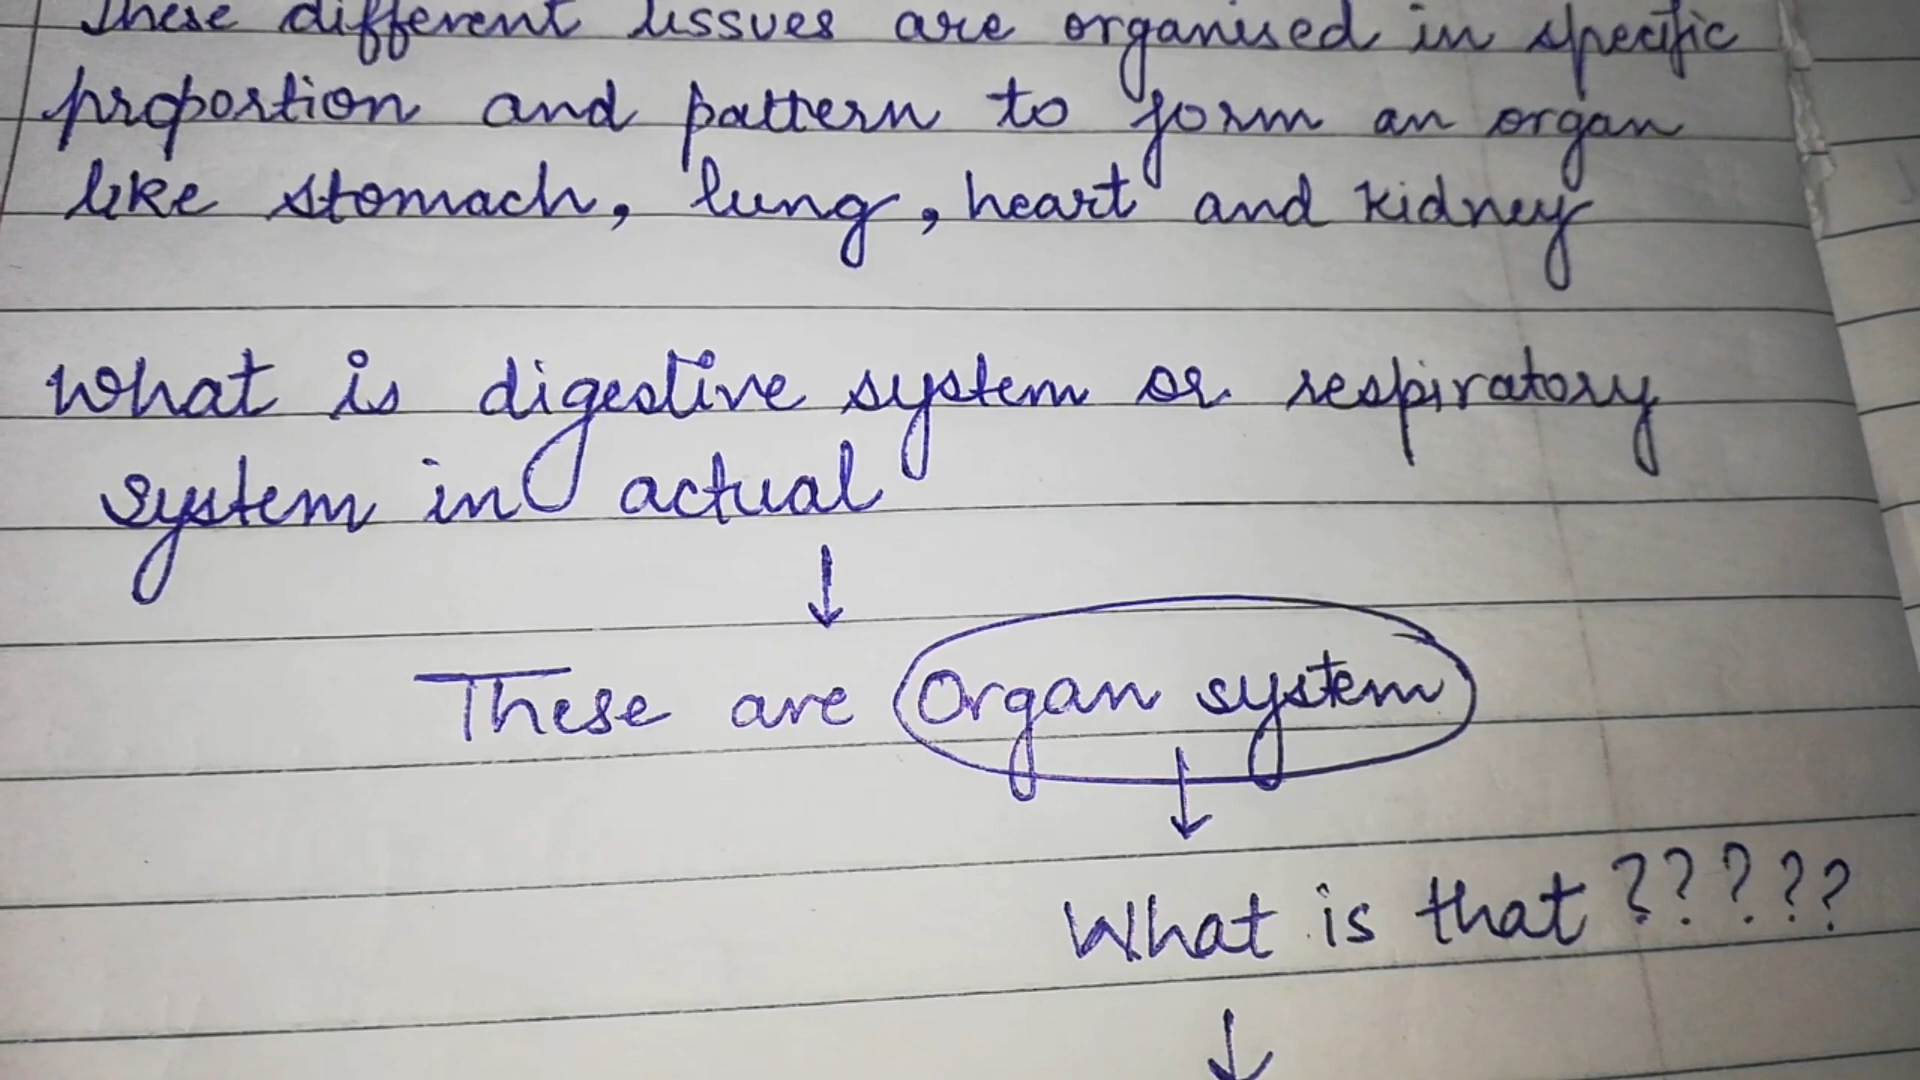 These different tissues are organised in specific
proportion and pattern to form an organ
like stomach, lung, heart and kidney
What is digestive system or respiratory
system in actual
↓
These are Organ system
↓
What is that ?????
↓